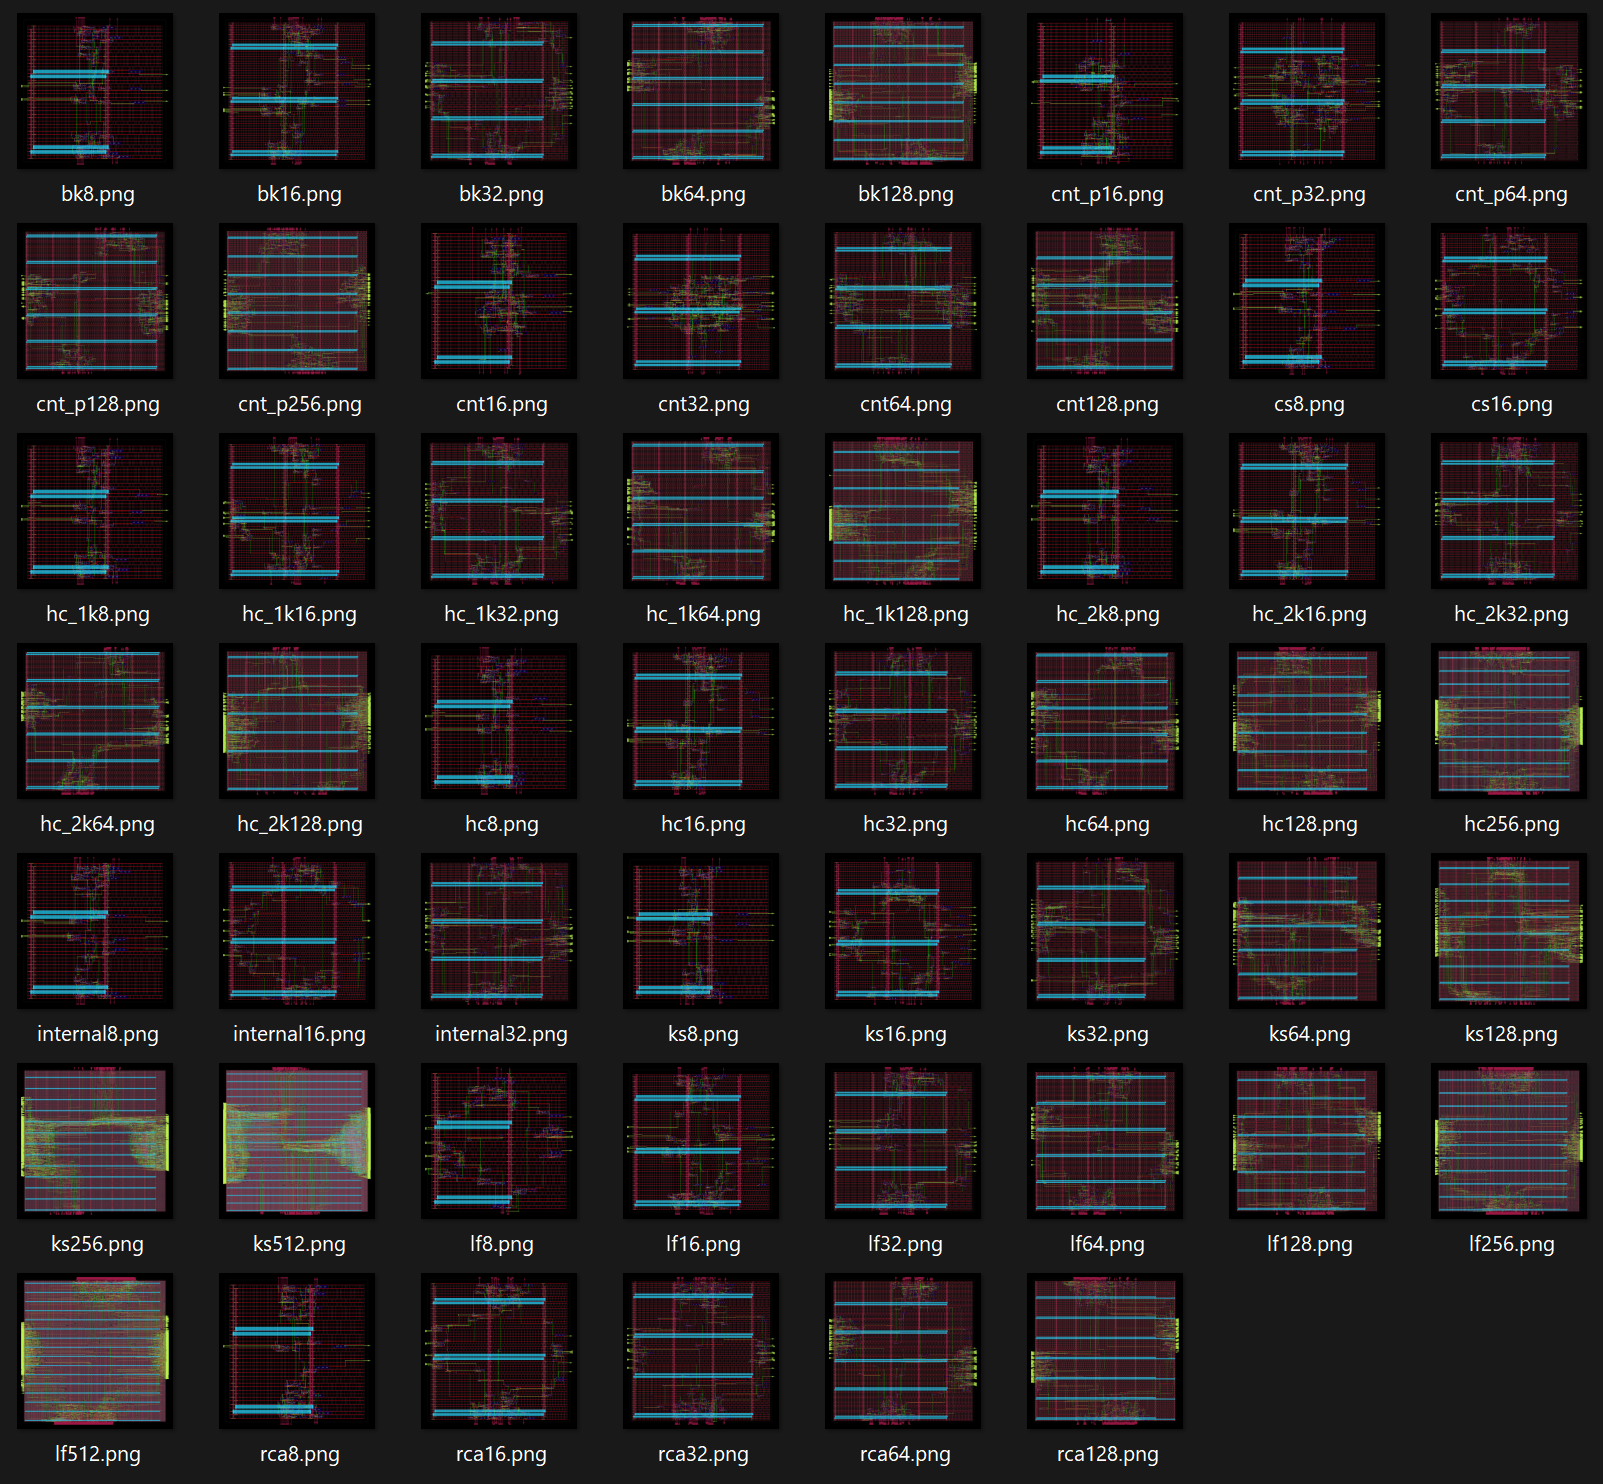 bk8.png bk16.png bk32.png bk64.png bk128.png cnt_p16.png cnt_p32.png cnt_p64.png
cnt_p128.png cnt_p256.png cnt16.png cnt32.png cnt64.png cnt128.png cs8.png cs16.png
hc_1k8.png hc_1k16.png hc_1k32.png hc_1k64.png hc_1k128.png hc_2k8.png hc_2k16.png hc_2k32.png
hc_2k64.png hc_2k128.png hc8.png hc16.png hc32.png hc64.png hc128.png hc256.png
internal8.png internal16.png internal32.png ks8.png ks16.png ks32.png ks64.png ks128.png
ks256.png ks512.png lf8.png lf16.png lf32.png lf64.png lf128.png lf256.png
lf512.png rca8.png rca16.png rca32.png rca64.png rca128.png